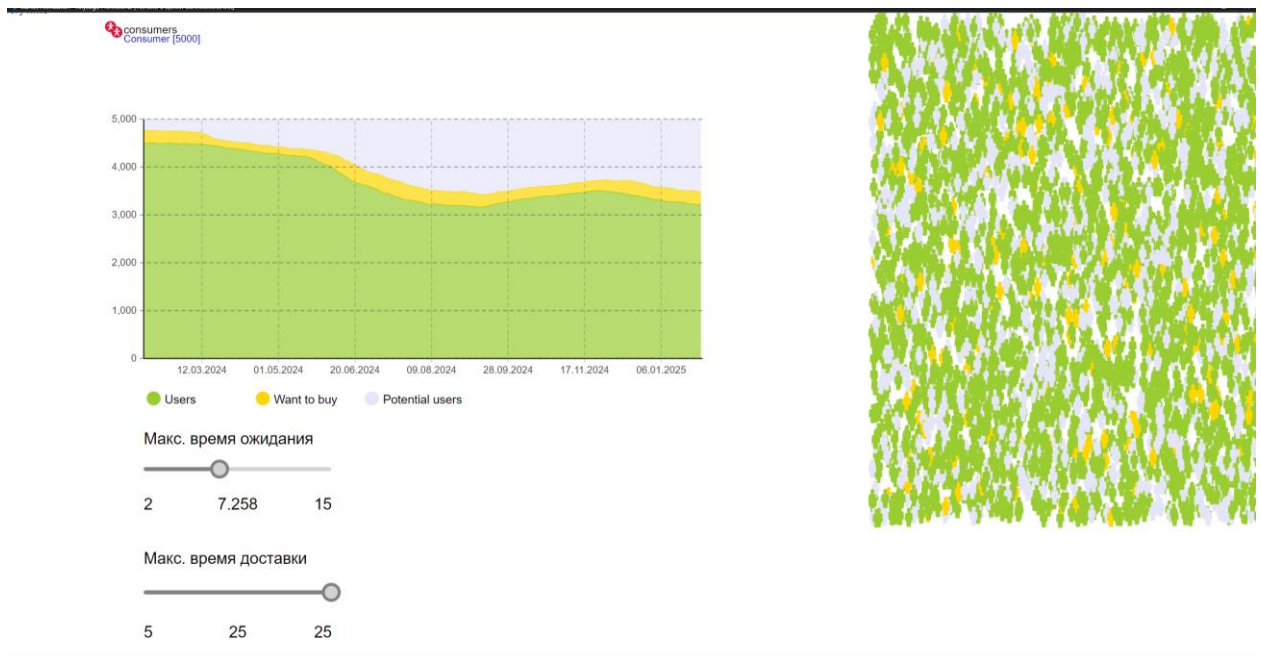 consumers
Consumer [5000]
5,000
4,000
3,000
2,000
1,000
0
12.03.2024 01.05.2024 20.06.2024 09.08.2024 28.09.2024 17.11.2024 06.01.2025
Users Want to buy Potential users
Макс. время ожидания
2 7.258 15
Макс. время доставки
5 25 25